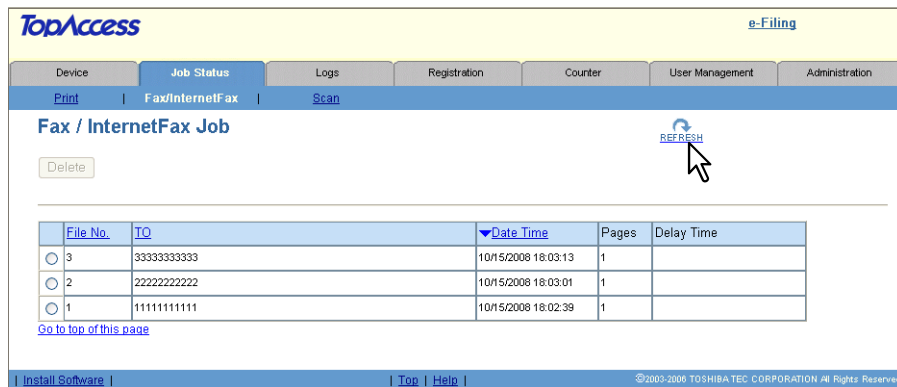 TopAccess e-Filing
Device Job Status Logs Registration Counter User Management Administration
Print | Fax/InternetFax | Scan
Fax / InternetFax Job
REFRESH
Delete
File No. TO Date Time Pages Delay Time
3 33333333333 10/15/2008 18:03:13 1
2 22222222222 10/15/2008 18:03:01 1
1 11111111111 10/15/2008 18:02:39 1
Go to top of this page
| Install Software | | Top | Help | ©2003-2006 TOSHIBA TEC CORPORATION All Rights Reserve